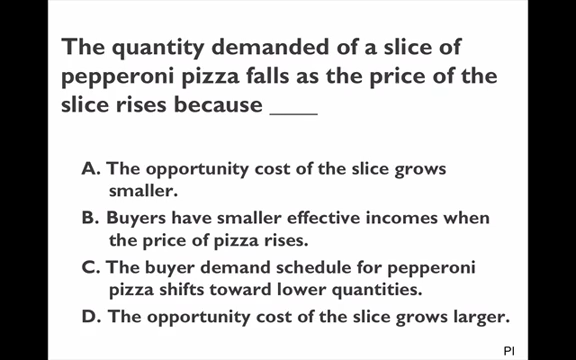 The quantity demanded of a slice of
pepperoni pizza falls as the price of the
slice rises because ____
A. The opportunity cost of the slice grows
smaller.
B. Buyers have smaller effective incomes when
the price of pizza rises.
C. The buyer demand schedule for pepperoni
pizza shifts toward lower quantities.
D. The opportunity cost of the slice grows larger.
PI